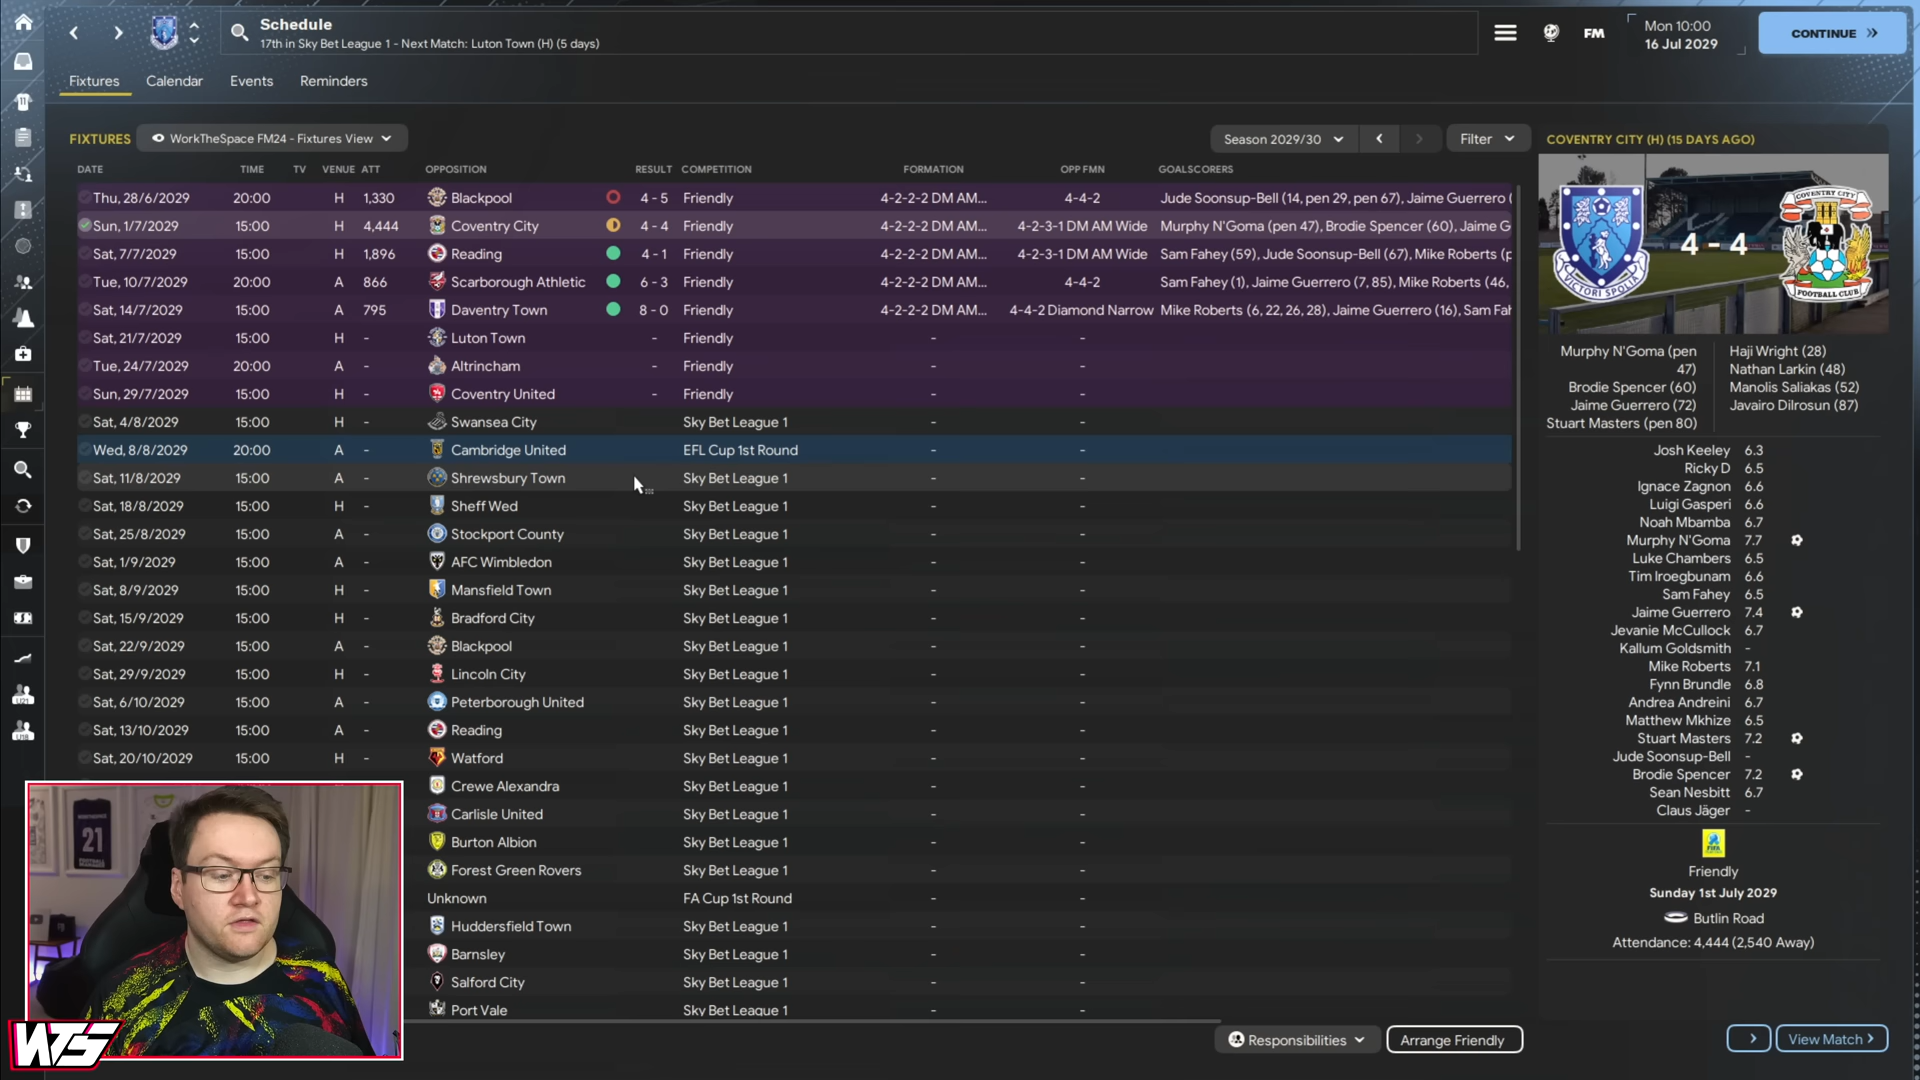 Schedule
17th in Sky Bet League 1 - Next Match: Luton Town (H) (5 days)
FM
Mon 10:00
16 Jul 2029
CONTINUE
Fixtures Calendar Events Reminders
FIXTURES WorkTheSpace FM24 - Fixtures View
Season 2029/30 Filter
DATE TIME TV VENUE ATT OPPOSITION RESULT COMPETITION FORMATION OPP FMN GOALSCORERS
Thu, 28/6/2029 20:00 H 1,330 Blackpool 4 - 5 Friendly 4-2-2-2 DM AM... 4-4-2 Jude Soonsup-Bell (14, pen 29, pen 67), Jaime Guerrero (
Sun, 1/7/2029 15:00 H 4,444 Coventry City 4 - 4 Friendly 4-2-2-2 DM AM... 4-2-3-1 DM AM Wide Murphy N'Goma (pen 47), Brodie Spencer (60), Jaime G
Sat, 7/7/2029 15:00 H 1,896 Reading 4 - 1 Friendly 4-2-2-2 DM AM... 4-2-3-1 DM AM Wide Sam Fahey (59), Jude Soonsup-Bell (67), Mike Roberts (p
Tue, 10/7/2029 20:00 A 866 Scarborough Athletic 6 - 3 Friendly 4-2-2-2 DM AM... 4-4-2 Sam Fahey (1), Jaime Guerrero (7, 85), Mike Roberts (46,
Sat, 14/7/2029 15:00 A 795 Daventry Town 8 - 0 Friendly 4-2-2-2 DM AM... 4-4-2 Diamond Narrow Mike Roberts (6, 22, 26, 28), Jaime Guerrero (16), Sam Fah
Sat, 21/7/2029 15:00 H - Luton Town - Friendly - -
Tue, 24/7/2029 20:00 A - Altrincham - Friendly - -
Sun, 29/7/2029 15:00 H - Coventry United - Friendly - -
Sat, 4/8/2029 15:00 H - Swansea City Sky Bet League 1 - -
Wed, 8/8/2029 20:00 A - Cambridge United EFL Cup 1st Round - -
Sat, 11/8/2029 15:00 A - Shrewsbury Town Sky Bet League 1 - -
Sat, 18/8/2029 15:00 H - Sheff Wed Sky Bet League 1 - -
Sat, 25/8/2029 15:00 A - Stockport County Sky Bet League 1 - -
Sat, 1/9/2029 15:00 A - AFC Wimbledon Sky Bet League 1 - -
Sat, 8/9/2029 15:00 H - Mansfield Town Sky Bet League 1 - -
Sat, 15/9/2029 15:00 H - Bradford City Sky Bet League 1 - -
Sat, 22/9/2029 15:00 A - Blackpool Sky Bet League 1 - -
Sat, 29/9/2029 15:00 H - Lincoln City Sky Bet League 1 - -
Sat, 6/10/2029 15:00 A - Peterborough United Sky Bet League 1 - -
Sat, 13/10/2029 15:00 A - Reading Sky Bet League 1 - -
Sat, 20/10/2029 15:00 H - Watford Sky Bet League 1 - -
Crewe Alexandra Sky Bet League 1 - -
Carlisle United Sky Bet League 1 - -
Burton Albion Sky Bet League 1 - -
Forest Green Rovers Sky Bet League 1 - -
Unknown FA Cup 1st Round - -
Huddersfield Town Sky Bet League 1 - -
Barnsley Sky Bet League 1 - -
Salford City Sky Bet League 1 - -
Port Vale Sky Bet League 1 - -
Responsibilities Arrange Friendly
COVENTRY CITY (H) (15 DAYS AGO)
4 - 4
VICTORI SPOLIA
COVENTRY CITY
FOOTBALL CLUB
Murphy N'Goma (pen
47)
Brodie Spencer (60)
Jaime Guerrero (72)
Stuart Masters (pen 80)
Haji Wright (28)
Nathan Larkin (48)
Manolis Saliakas (52)
Javairo Dilrosun (87)
Josh Keeley 6.3
Ricky D 6.5
Ignace Zagnon 6.6
Luigi Gasperi 6.6
Noah Mbamba 6.7
Murphy N'Goma 7.7
Luke Chambers 6.5
Tim Iroegbunam 6.6
Sam Fahey 6.5
Jaime Guerrero 7.4
Jevanie McCullock 6.7
Kallum Goldsmith -
Mike Roberts 7.1
Fynn Brundle 6.8
Andrea Andreini 6.7
Matthew Mkhize 6.5
Stuart Masters 7.2
Jude Soonsup-Bell -
Brodie Spencer 7.2
Sean Nesbitt 6.7
Claus Jäger -
Friendly
Sunday 1st July 2029
Butlin Road
Attendance: 4,444 (2,540 Away)
View Match
U21
U18
21
WTS